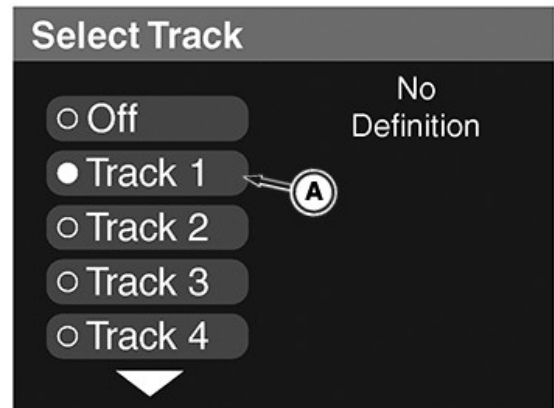 Select Track
No
Definition
Off
Track 1
A
Track 2
Track 3
Track 4